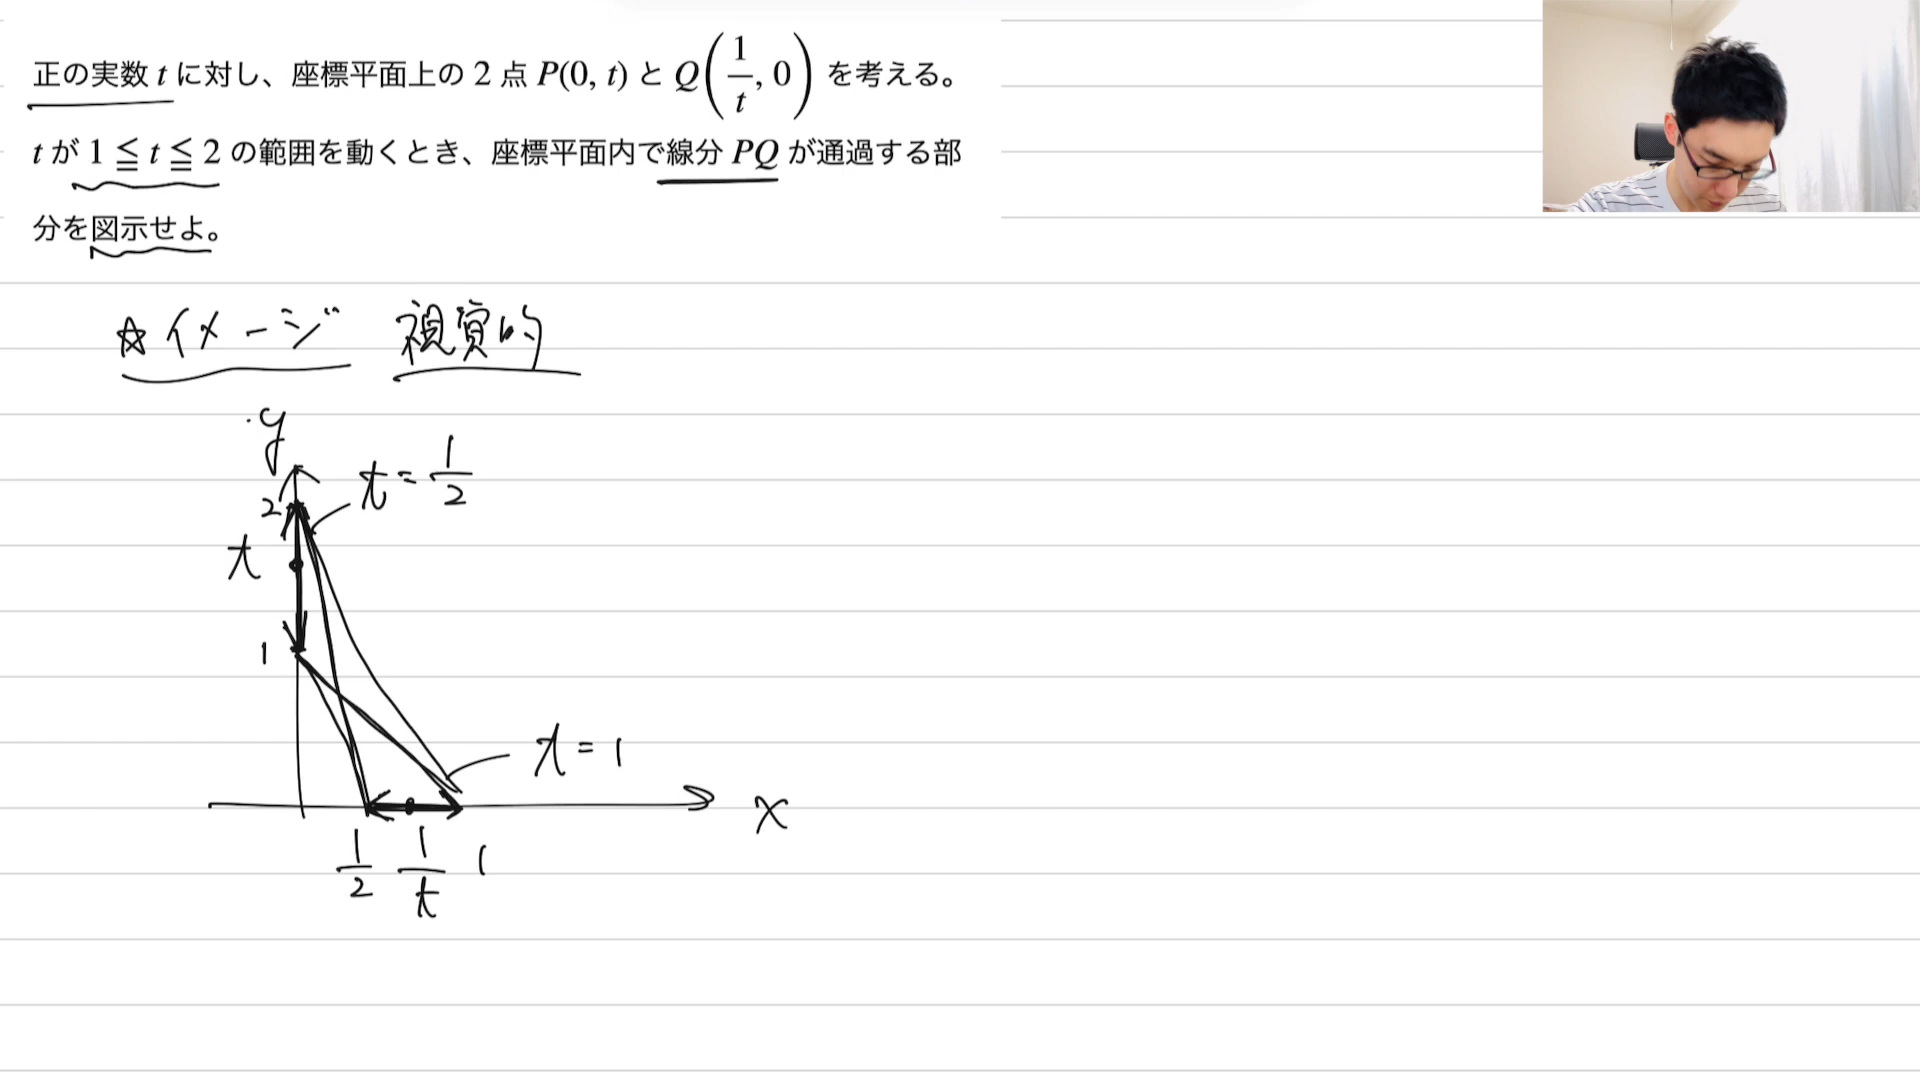 正の実数 t に対し、座標平面上の 2 点 P(0, t) と Q(1/t, 0) を考える。
t が 1 ≦ t ≦ 2 の範囲を動くとき、座標平面内で線分 PQ が通過する部
分を図示せよ。
☆イメージ 視覚的
y
t = 1/2
2
t
1
t = 1
x
1/2 1/t 1